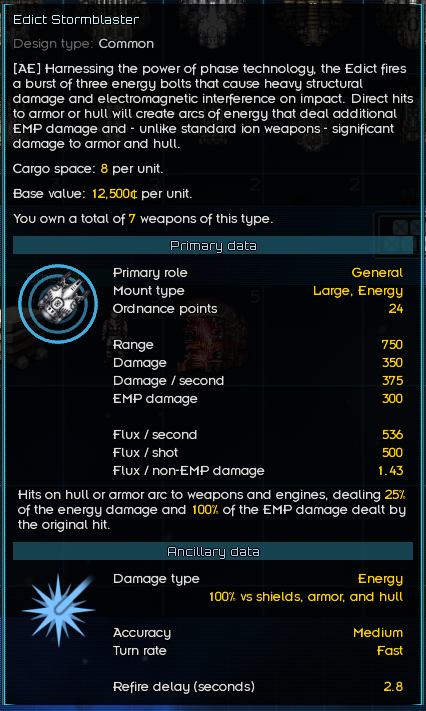 Edict Stormblaster
Design type: Common
[AE] Harnessing the power of phase technology, the Edict fires
a burst of three energy bolts that cause heavy structural
damage and electromagnetic interference on impact. Direct hits
to armor or hull will create arcs of energy that deal additional
EMP damage and - unlike standard ion weapons - significant
damage to armor and hull.
Cargo space: 8 per unit.
Base value: 12,500¢ per unit.
You own a total of 7 weapons of this type.
Primary data
Primary role General
Mount type Large, Energy
Ordnance points 24
Range 750
Damage 350
Damage / second 375
EMP damage 300
Flux / second 536
Flux / shot 500
Flux / non-EMP damage 1.43
Hits on hull or armor arc to weapons and engines, dealing 25%
of the energy damage and 100% of the EMP damage dealt by
the original hit.
Ancillary data
Damage type Energy
100% vs shields, armor, and hull
Accuracy Medium
Turn rate Fast
Refire delay (seconds) 2.8